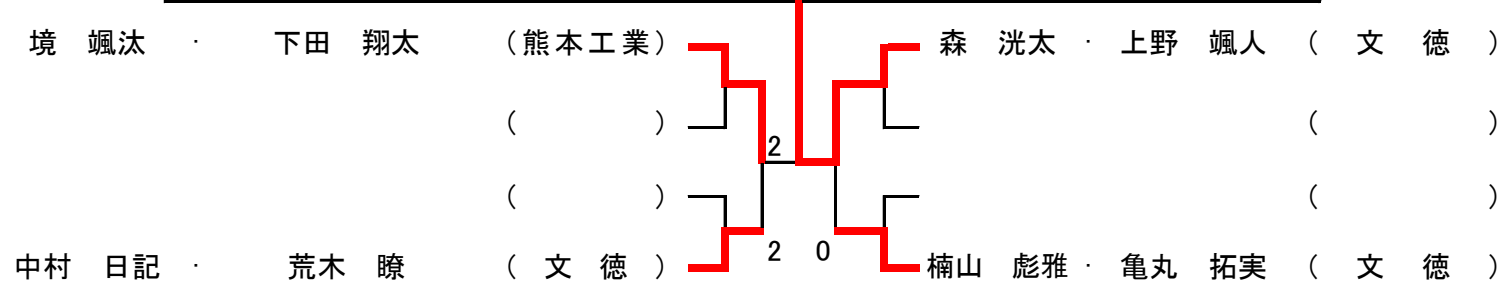 境 颯汰 · 下田 翔太 (熊本工業) 森 洸太 · 上野 颯人 ( 文 徳 )
( ) ( )
2
( ) ( )
中村 日記 · 荒木 瞭 ( 文 徳 ) 2 0 楠山 彪雅 · 亀丸 拓実 ( 文 徳 )